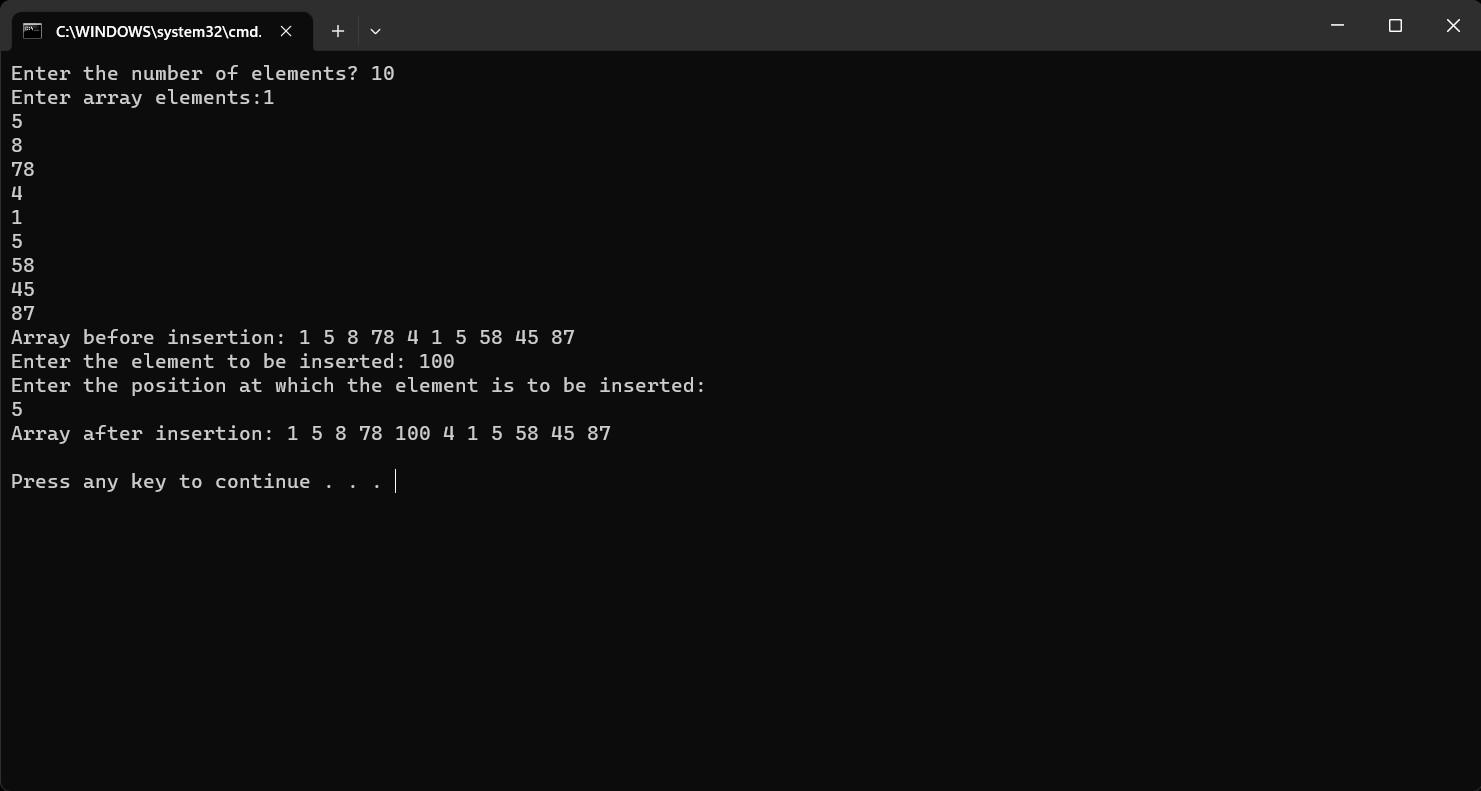 C:\WINDOWS\system32\cmd.
Enter the number of elements? 10
Enter array elements:1
5
8
78
4
1
5
58
45
87
Array before insertion: 1 5 8 78 4 1 5 58 45 87
Enter the element to be inserted: 100
Enter the position at which the element is to be inserted:
5
Array after insertion: 1 5 8 78 100 4 1 5 58 45 87
Press any key to continue . . .